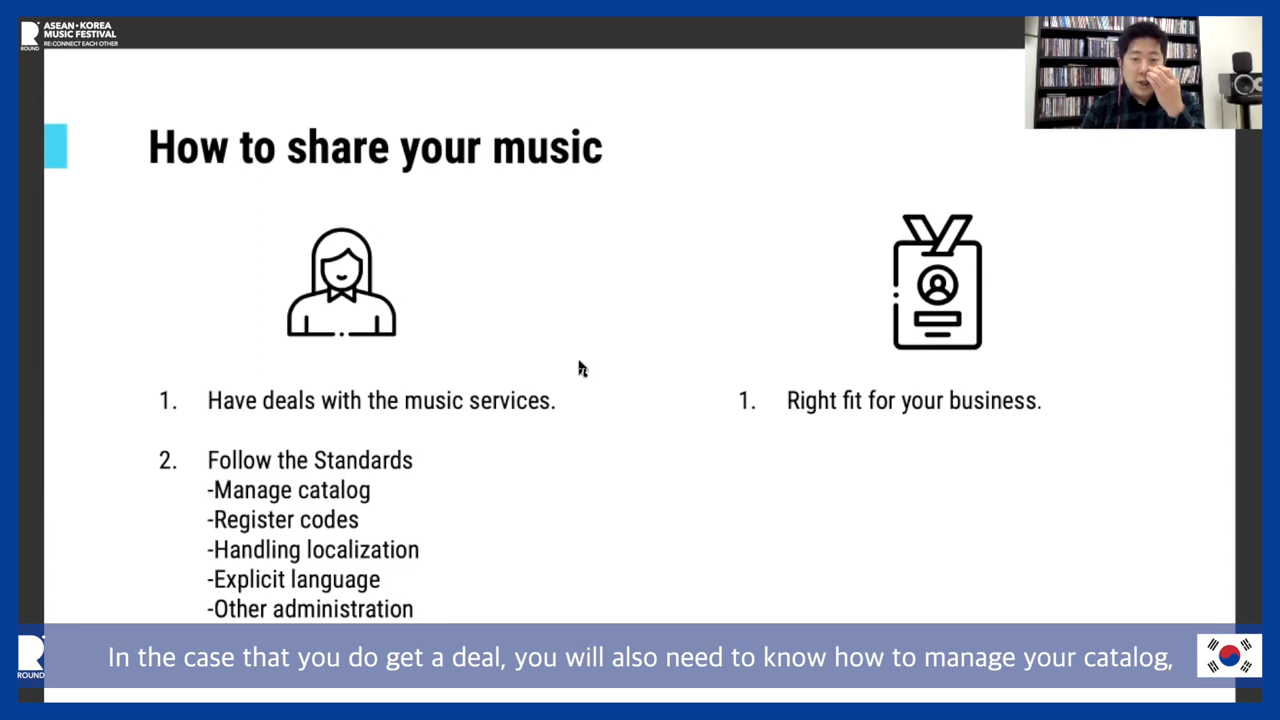 ROUND
ASEAN•KOREA
MUSIC FESTIVAL
RE:CONNECT EACH OTHER
How to share your music
1. Have deals with the music services.
2. Follow the Standards
-Manage catalog
-Register codes
-Handling localization
-Explicit language
-Other administration
1. Right fit for your business.
ROUND
In the case that you do get a deal, you will also need to know how to manage your catalog,